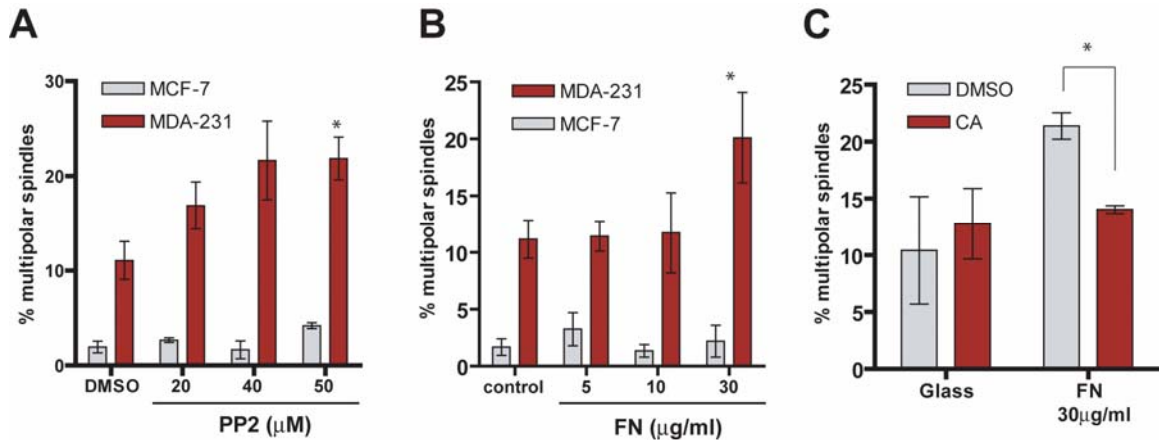 A
30
20
10
0
% multipolar spindles
MCF-7
MDA-231
*
DMSO
20
40
50
PP2 (μM)
B
25
20
15
10
5
0
% multipolar spindles
MDA-231
MCF-7
*
control
5
10
30
FN (μg/ml)
C
25
20
15
10
5
0
% multipolar spindles
DMSO
CA
*
Glass
FN
30μg/ml